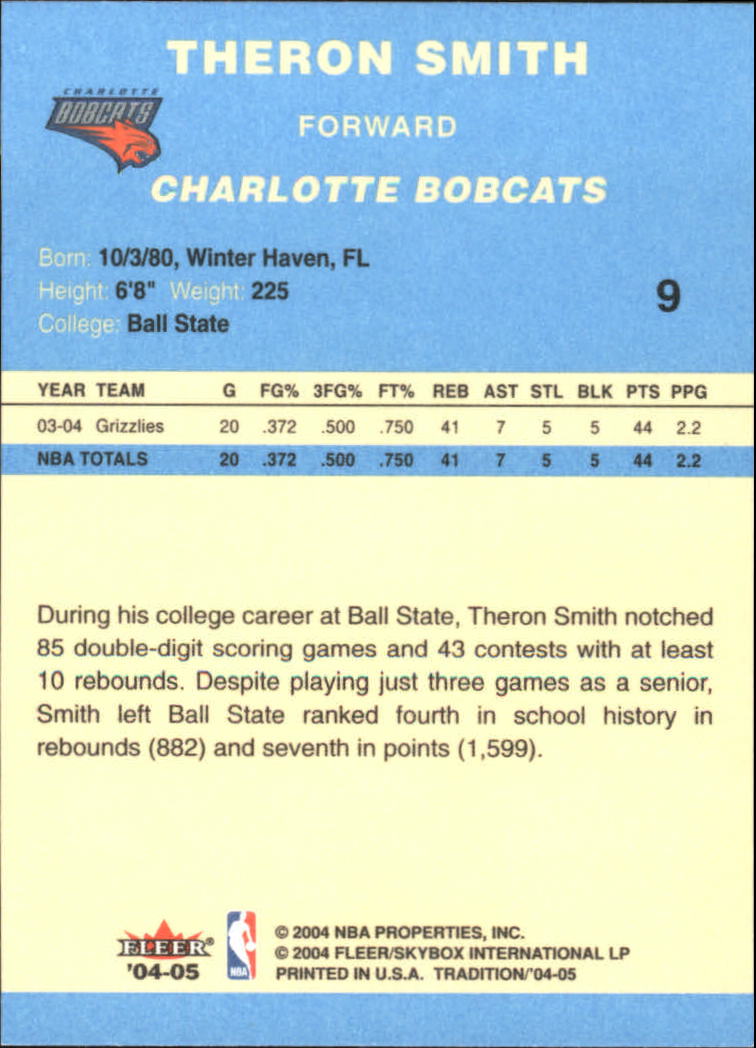 THERON SMITH
CHARLOTTE
BOBCATS
FORWARD
CHARLOTTE BOBCATS
Born: 10/3/80, Winter Haven, FL
Height: 6'8" Weight: 225
College: Ball State
9
YEAR TEAM G FG% 3FG% FT% REB AST STL BLK PTS PPG
03-04 Grizzlies 20 .372 .500 .750 41 7 5 5 44 2.2
NBA TOTALS 20 .372 .500 .750 41 7 5 5 44 2.2
During his college career at Ball State, Theron Smith notched
85 double-digit scoring games and 43 contests with at least
10 rebounds. Despite playing just three games as a senior,
Smith left Ball State ranked fourth in school history in
rebounds (882) and seventh in points (1,599).
FLEER®
'04-05
NBA
© 2004 NBA PROPERTIES, INC.
© 2004 FLEER/SKYBOX INTERNATIONAL LP
PRINTED IN U.S.A. TRADITION/'04-05